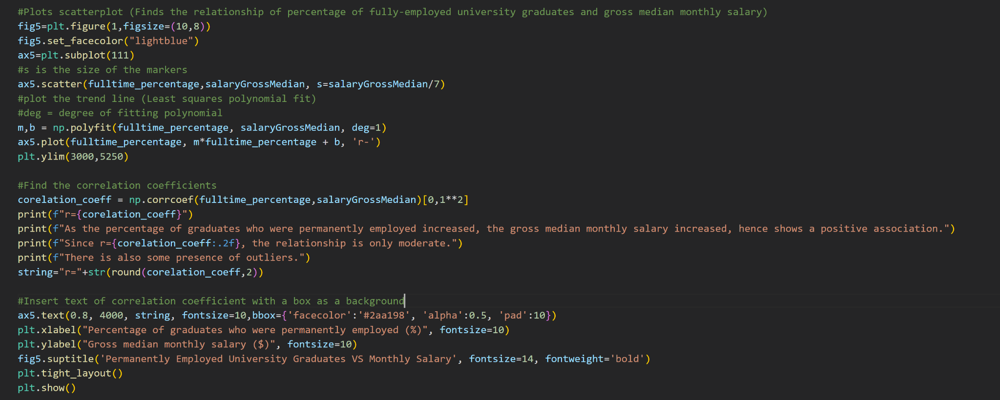 #Plots scatterplot (Finds the relationship of percentage of fully-employed university graduates and gross median monthly salary)
fig5=plt.figure(1,figsize=(10,8))
fig5.set_facecolor("lightblue")
ax5=plt.subplot(111)
#s is the size of the markers
ax5.scatter(fulltime_percentage,salaryGrossMedian, s=salaryGrossMedian/7)
#plot the trend line (Least squares polynomial fit)
#deg = degree of fitting polynomial
m,b = np.polyfit(fulltime_percentage, salaryGrossMedian, deg=1)
ax5.plot(fulltime_percentage, m*fulltime_percentage + b, 'r-')
plt.ylim(3000,5250)
#Find the correlation coefficients
corelation_coeff = np.corrcoef(fulltime_percentage,salaryGrossMedian)[0,1**2]
print(f"r={corelation_coeff}")
print(f"As the percentage of graduates who were permanently employed increased, the gross median monthly salary increased, hence shows a positive association.")
print(f"Since r={corelation_coeff:.2f}, the relationship is only moderate.")
print(f"There is also some presence of outliers.")
string="r="+str(round(corelation_coeff,2))
#Insert text of correlation coefficient with a box as a background
ax5.text(0.8, 4000, string, fontsize=10,bbox={'facecolor':'#2aa198', 'alpha':0.5, 'pad':10})
plt.xlabel("Percentage of graduates who were permanently employed (%)", fontsize=10)
plt.ylabel("Gross median monthly salary ($)", fontsize=10)
fig5.suptitle('Permanently Employed University Graduates VS Monthly Salary', fontsize=14, fontweight='bold')
plt.tight_layout()
plt.show()